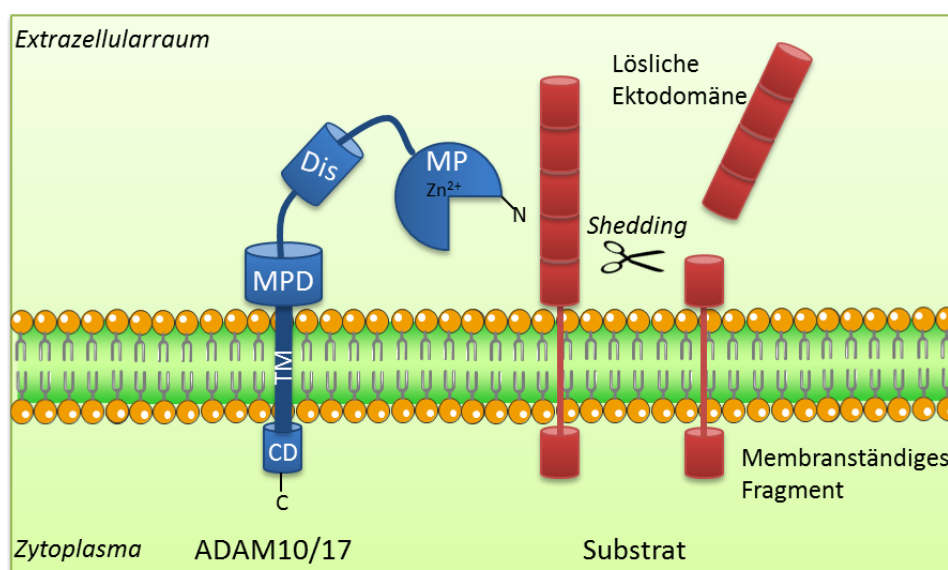 Extrazellularraum
Lösliche
Ektodomäne
Dis
MP
Zn²⁺
N
Shedding
MPD
TM
CD
C
Membranständiges
Fragment
Zytoplasma
ADAM10/17
Substrat